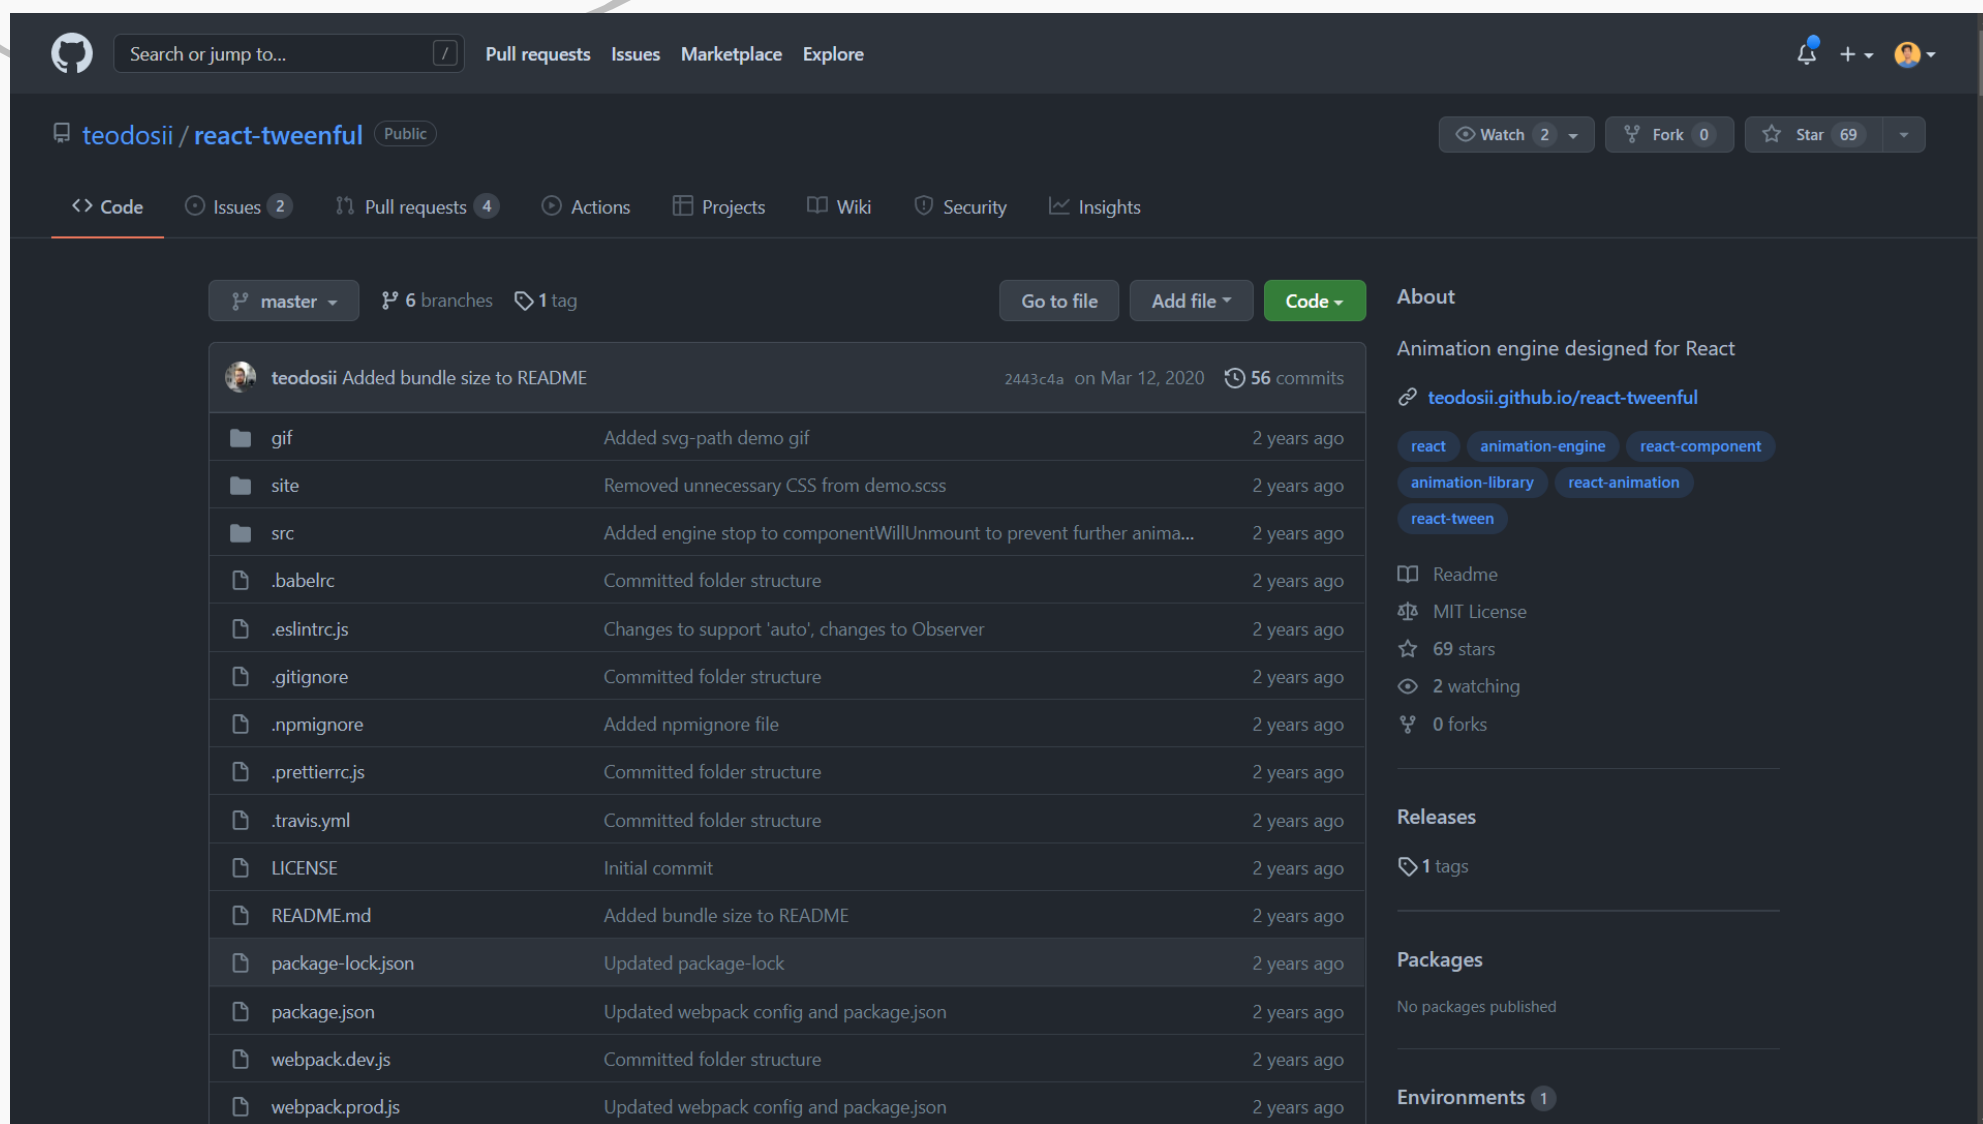 Search or jump to... / Pull requests Issues Marketplace Explore
teodosii / react-tweenful Public Watch 2 Fork 0 Star 69
Code Issues 2 Pull requests 4 Actions Projects Wiki Security Insights
master 6 branches 1 tag Go to file Add file Code
teodosii Added bundle size to README 2443c4a on Mar 12, 2020 56 commits
gif Added svg-path demo gif 2 years ago
site Removed unnecessary CSS from demo.scss 2 years ago
src Added engine stop to componentWillUnmount to prevent further anima... 2 years ago
.babelrc Committed folder structure 2 years ago
.eslintrc.js Changes to support 'auto', changes to Observer 2 years ago
.gitignore Committed folder structure 2 years ago
.npmignore Added npmignore file 2 years ago
.prettierrc.js Committed folder structure 2 years ago
.travis.yml Committed folder structure 2 years ago
LICENSE Initial commit 2 years ago
README.md Added bundle size to README 2 years ago
package-lock.json Updated package-lock 2 years ago
package.json Updated webpack config and package.json 2 years ago
webpack.dev.js Committed folder structure 2 years ago
webpack.prod.js Updated webpack config and package.json 2 years ago
About
Animation engine designed for React
teodosii.github.io/react-tweenful
react animation-engine react-component
animation-library react-animation
react-tween
Readme
MIT License
69 stars
2 watching
0 forks
Releases
1 tags
Packages
No packages published
Environments 1